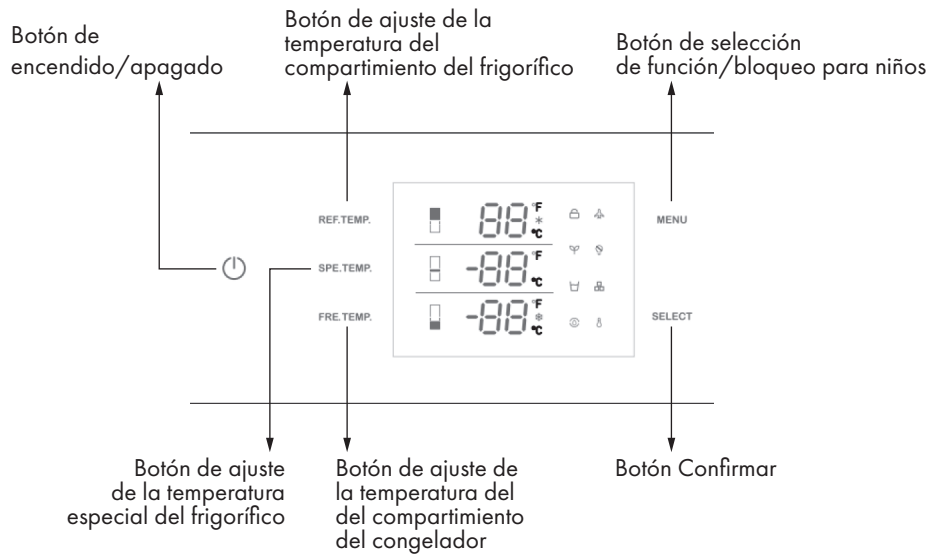 Botón de
encendido/apagado
Botón de ajuste de la
temperatura del
compartimiento del frigorífico
Botón de selección
de función/bloqueo para niños
REF.TEMP.
SPE.TEMP.
FRE.TEMP.
88 °F
°C
-88 °F
°C
-88 °F
°C
MENU
SELECT
Botón de ajuste
de la temperatura
especial del frigorífico
Botón de ajuste de
la temperatura del
del compartimiento
del congelador
Botón Confirmar